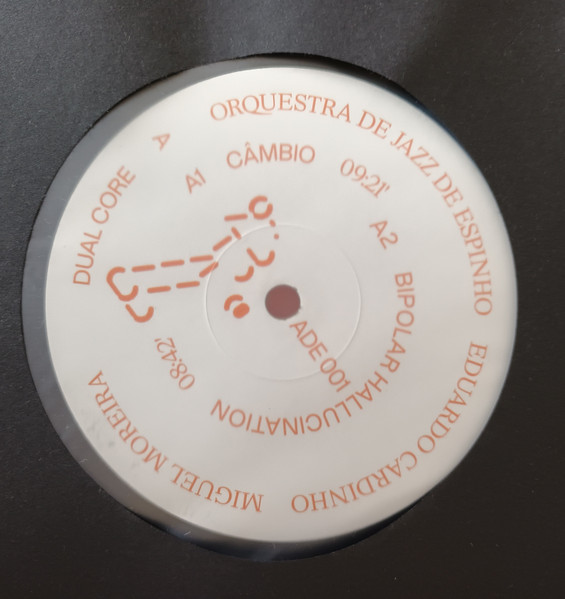 ORQUESTRA DE JAZZ DE ESPINHO
EDUARDO CARDINHO
MIGUEL MOREIRA
DUAL CORE
A
A1 CÂMBIO 09:21'
A2 BIPOLAR HALLUCINATION 08:42'
ADE 001